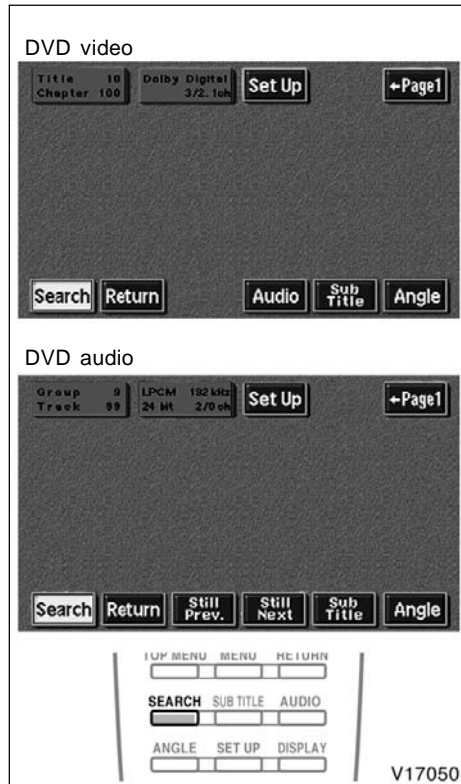 DVD video
Title 10 Dolby Digital Set Up ←Page1
Chapter 100 3/2.1ch
Search Return Audio Sub Title Angle
DVD audio
Group 9 LPCM 192 kHz Set Up ←Page1
Track 99 24 bit 2/0 ch
Search Return Still Prev. Still Next Sub Title Angle
TOP MENU MENU RETURN
SEARCH SUB TITLE AUDIO
ANGLE SET UP DISPLAY
V17050